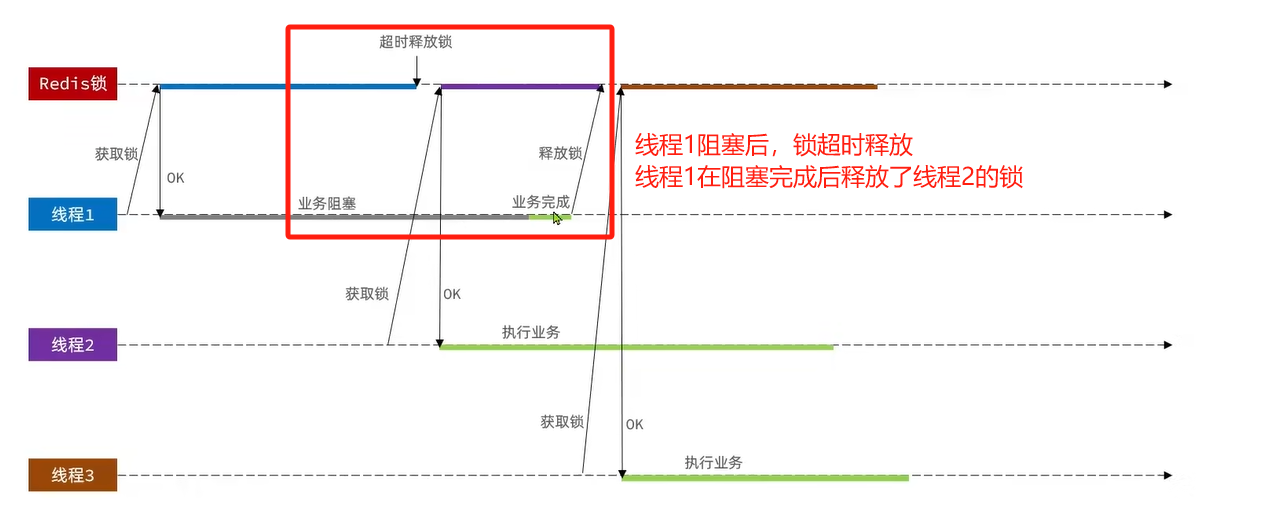 超时释放锁
Redis锁
获取锁
OK
释放锁
线程1阻塞后，锁超时释放
线程1在阻塞完成后释放了线程2的锁
业务阻塞
业务完成
线程1
获取锁
OK
执行业务
线程2
获取锁
OK
执行业务
线程3